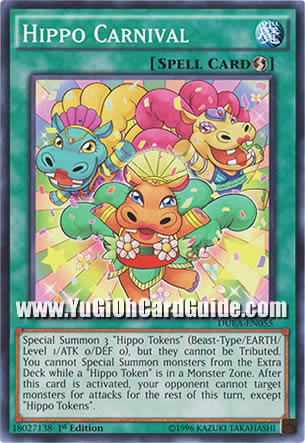 HIPPO CARNIVAL
[SPELL CARD]
www.YuGiOhCardGuide.com
DUEA-EN055
Special Summon 3 "Hippo Tokens" (Beast-Type/EARTH/
Level 1/ATK 0/DEF 0), but they cannot be Tributed.
You cannot Special Summon monsters from the Extra
Deck while a "Hippo Token" is in a Monster Zone. After
this card is activated, your opponent cannot target
monsters for attacks for the rest of this turn, except
"Hippo Tokens".
18027138 1st Edition ©1996 KAZUKI TAKAHASHI